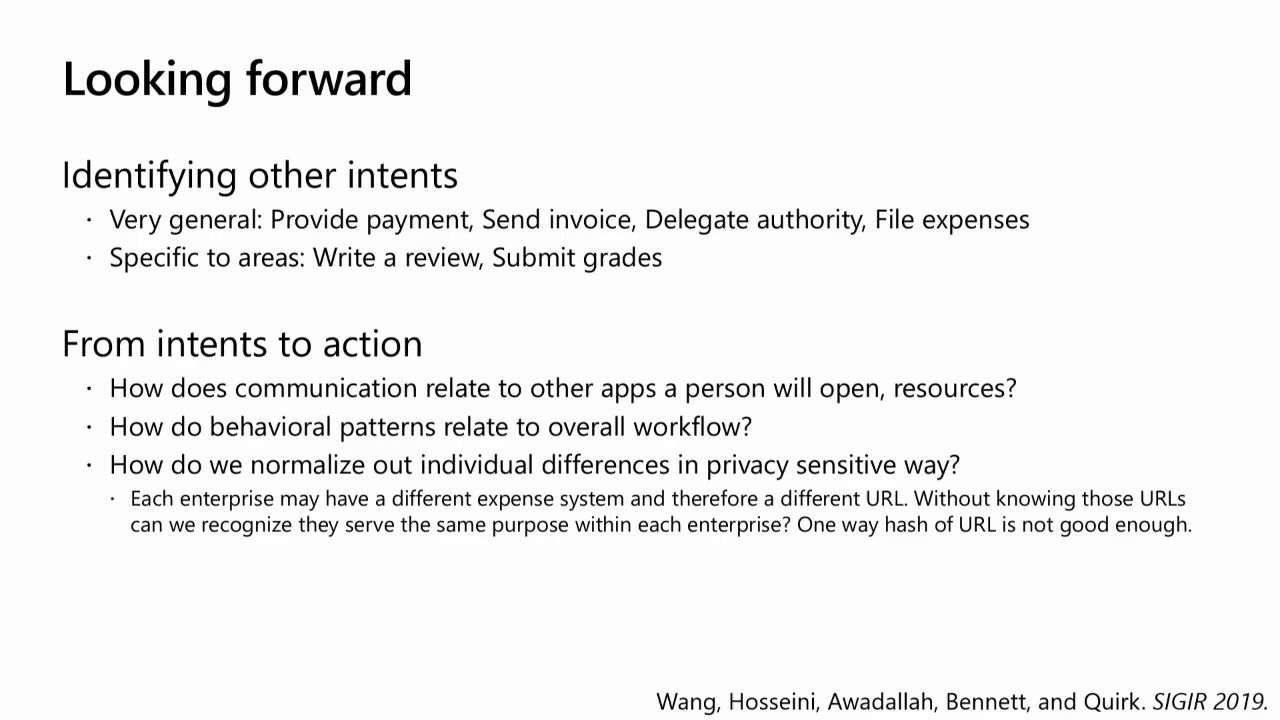 Looking forward
Identifying other intents
· Very general: Provide payment, Send invoice, Delegate authority, File expenses
· Specific to areas: Write a review, Submit grades
From intents to action
· How does communication relate to other apps a person will open, resources?
· How do behavioral patterns relate to overall workflow?
· How do we normalize out individual differences in privacy sensitive way?
· Each enterprise may have a different expense system and therefore a different URL. Without knowing those URLs
can we recognize they serve the same purpose within each enterprise? One way hash of URL is not good enough.
Wang, Hosseini, Awadallah, Bennett, and Quirk. SIGIR 2019.